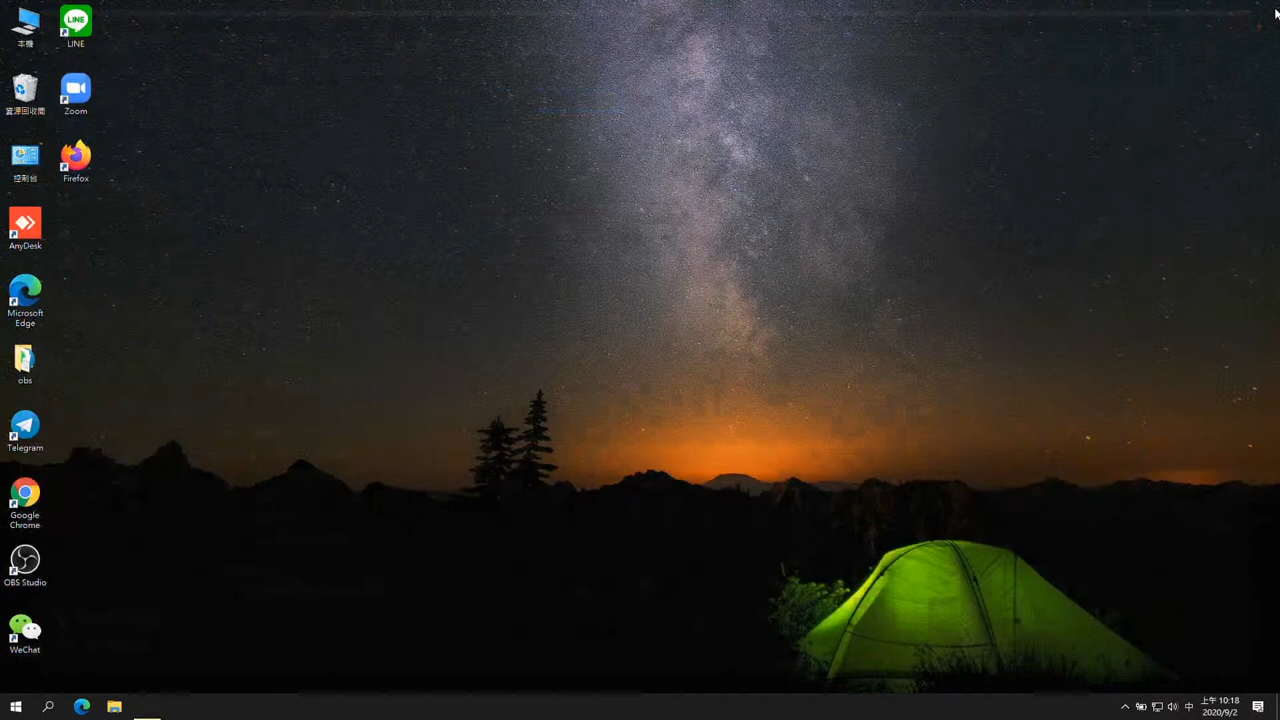 本機
LINE
LINE
資源回收筒
Zoom
控制台
Firefox
AnyDesk
Microsoft
Edge
obs
Telegram
Google
Chrome
OBS Studio
WeChat
中
上午 10:18
2020/9/2